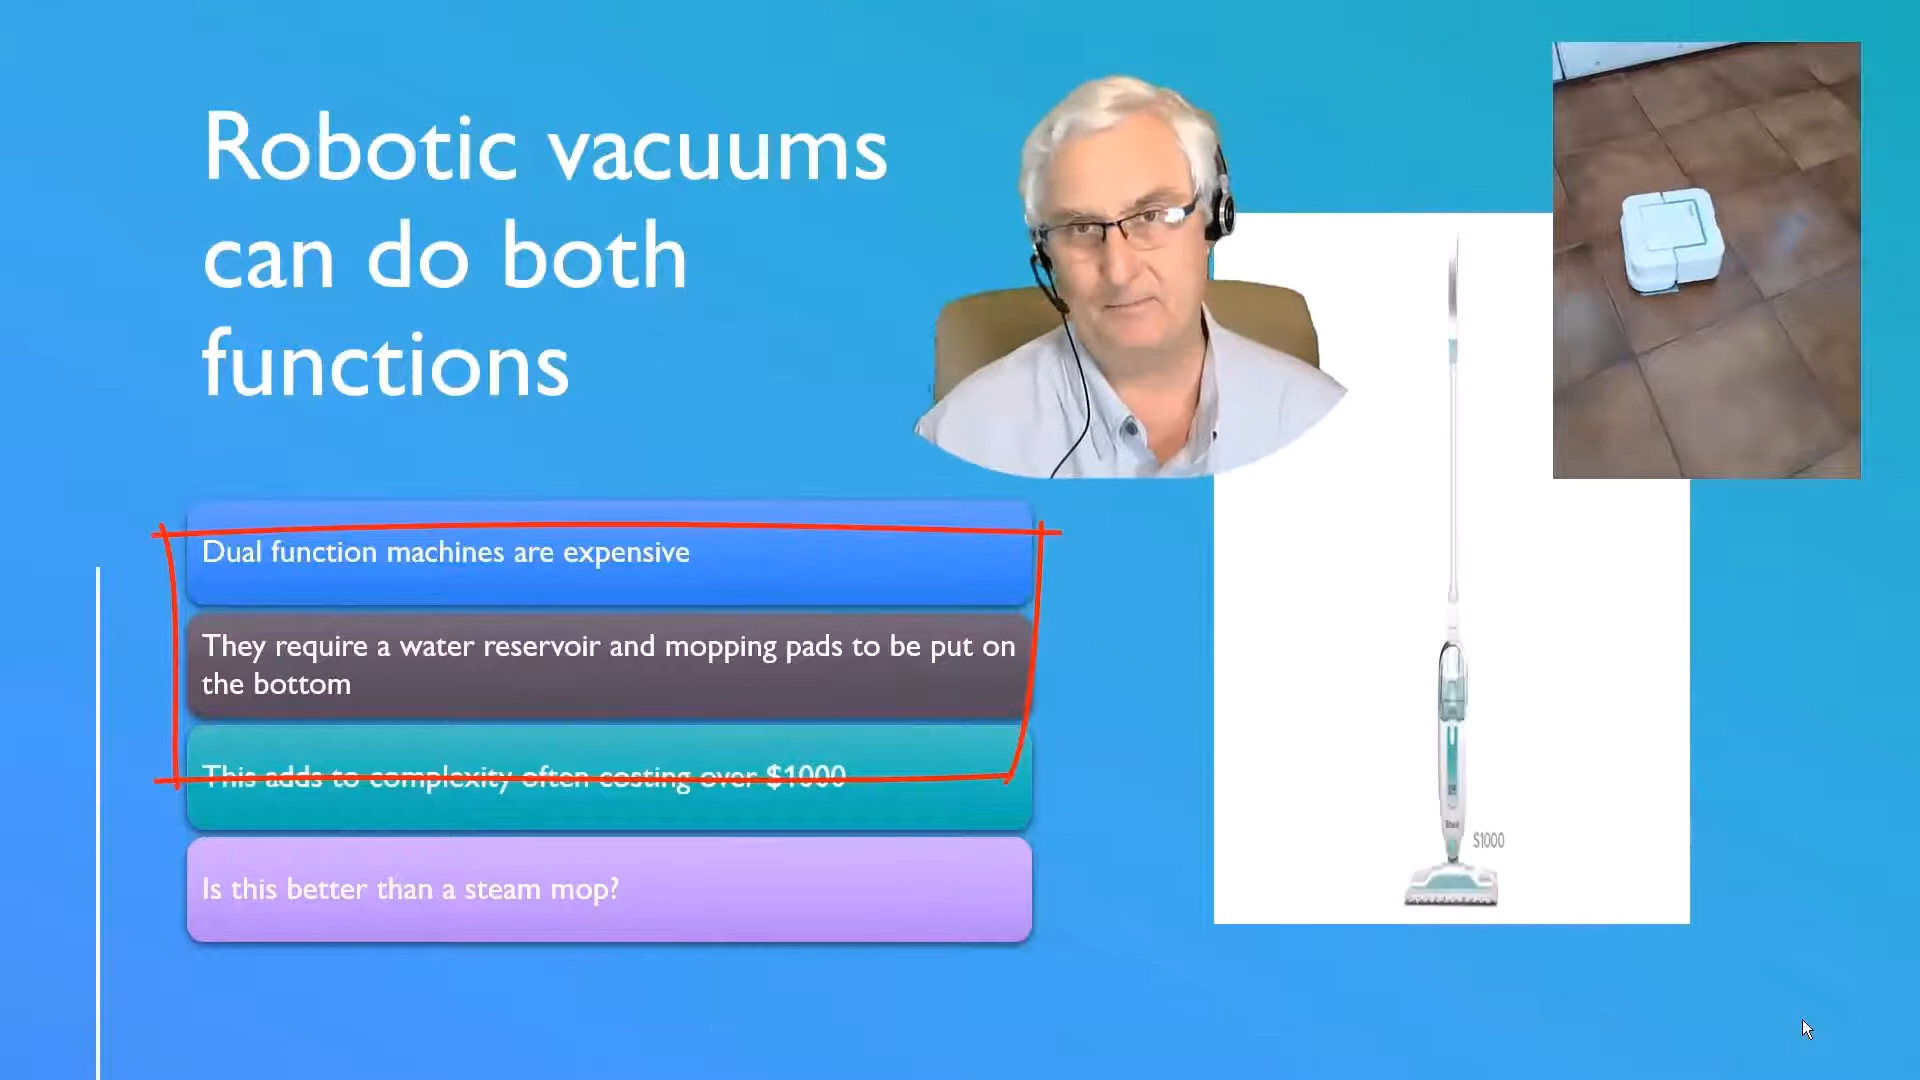 Robotic vacuums
can do both
functions
Dual function machines are expensive
They require a water reservoir and mopping pads to be put on
the bottom
This adds to complexity often costing over $1000
Is this better than a steam mop?
$1000